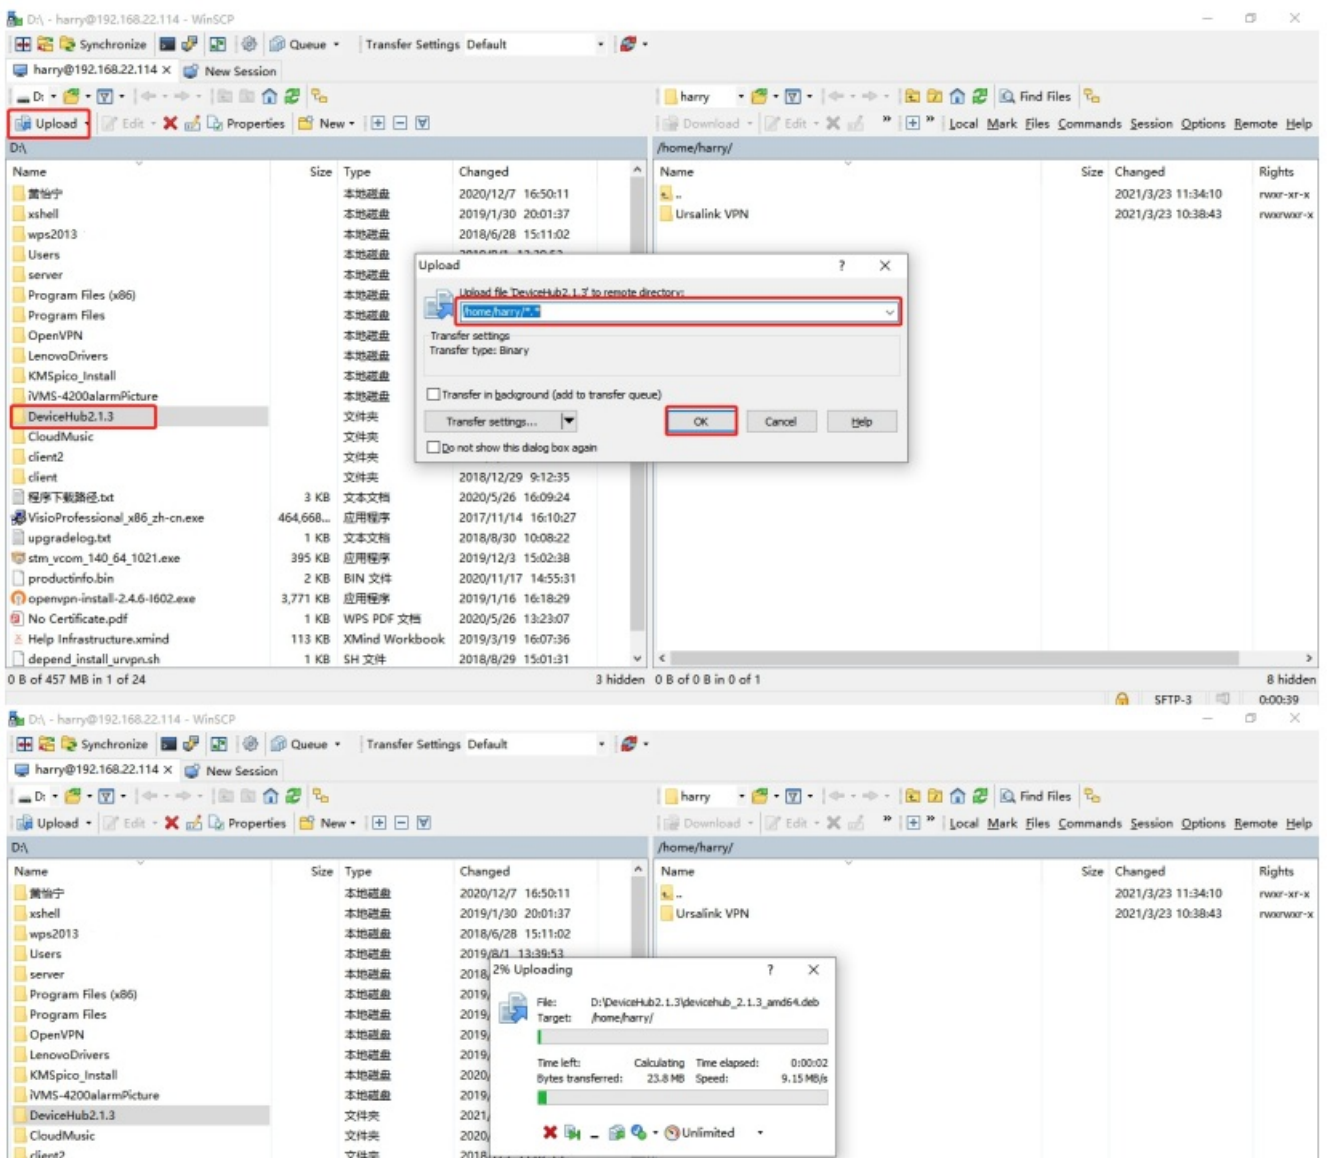 D:\ - harry@192.168.22.114 - WinSCP
Synchronize Queue Transfer Settings Default
harry@192.168.22.114 × New Session
D: harry Find Files
Upload Edit Properties New Download Edit » » Local Mark Files Commands Session Options Remote Help
D:\ /home/harry/
Name Size Type Changed Name Size Changed Rights
黄怡宁 本地磁盘 2020/12/7 16:50:11 .. 2021/3/23 11:34:10 rwxr-xr-x
xshell 本地磁盘 2019/1/30 20:01:37 Ursalink VPN 2021/3/23 10:38:43 rwxrwxr-x
wps2013 本地磁盘 2018/6/28 15:11:02
Users 本地磁盘
server 本地磁盘
Program Files (x86) 本地磁盘
Program Files 本地磁盘
OpenVPN 本地磁盘
LenovoDrivers 本地磁盘
KMSpico_Install 本地磁盘
iVMS-4200alarmPicture 本地磁盘
DeviceHub2.1.3 文件夹
CloudMusic 文件夹
client2 文件夹
client 文件夹 2018/12/29 9:12:35
程序下载路径.txt 3 KB 文本文档 2020/5/26 16:09:24
VisioProfessional_x86_zh-cn.exe 464,668... 应用程序 2017/11/14 16:10:27
upgradelog.txt 1 KB 文本文档 2018/8/30 10:08:22
stm_vcom_140_64_1021.exe 395 KB 应用程序 2019/12/3 15:02:38
productinfo.bin 2 KB BIN 文件 2020/11/17 14:55:31
openvpn-install-2.4.6-I602.exe 3,771 KB 应用程序 2019/1/16 16:18:29
No Certificate.pdf 1 KB WPS PDF 文档 2020/5/26 13:23:07
Help Infrastructure.xmind 113 KB XMind Workbook 2019/3/19 16:07:36
depend_install_urvpn.sh 1 KB SH 文件 2018/8/29 15:01:31
0 B of 457 MB in 1 of 24 3 hidden 0 B of 0 B in 0 of 1 8 hidden
SFTP-3 0:00:39
Upload ? ×
Upload file 'DeviceHub2.1.3' to remote directory:
/home/harry/*.*
Transfer settings
Transfer type: Binary
Transfer in background (add to transfer queue)
Transfer settings... OK Cancel Help
Do not show this dialog box again
D:\ - harry@192.168.22.114 - WinSCP
Synchronize Queue Transfer Settings Default
harry@192.168.22.114 × New Session
D: harry Find Files
Upload Edit Properties New Download Edit » » Local Mark Files Commands Session Options Remote Help
D:\ /home/harry/
Name Size Type Changed Name Size Changed Rights
黄怡宁 本地磁盘 2020/12/7 16:50:11 .. 2021/3/23 11:34:10 rwxr-xr-x
xshell 本地磁盘 2019/1/30 20:01:37 Ursalink VPN 2021/3/23 10:38:43 rwxrwxr-x
wps2013 本地磁盘 2018/6/28 15:11:02
Users 本地磁盘 2019/8/1 13:39:53
server 本地磁盘 2018,
Program Files (x86) 本地磁盘 2019,
Program Files 本地磁盘 2019,
OpenVPN 本地磁盘 2019,
LenovoDrivers 本地磁盘 2019,
KMSpico_Install 本地磁盘 2020,
iVMS-4200alarmPicture 本地磁盘 2019,
DeviceHub2.1.3 文件夹 2021,
CloudMusic 文件夹 2020,
client2 文件夹 2018
2% Uploading ? ×
File: D:\DeviceHub2.1.3\devicehub_2.1.3_amd64.deb
Target: /home/harry/
Time left: Calculating Time elapsed: 0:00:02
Bytes transferred: 23.8 MB Speed: 9.15 MB/s
Unlimited